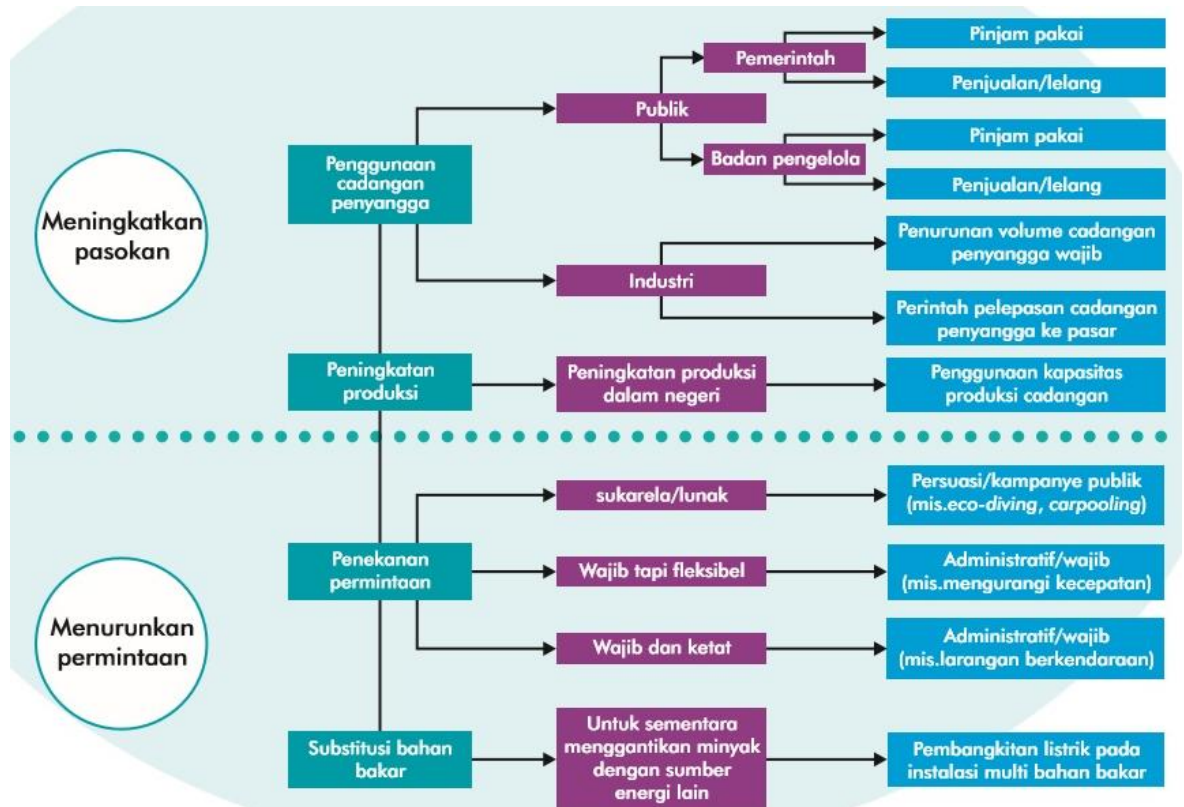 Meningkatkan
pasokan
Penggunaan
cadangan
penyangga
Publik
Pemerintah
Pinjam pakai
Penjualan/lelang
Badan pengelola
Pinjam pakai
Penjualan/lelang
Industri
Penurunan volume cadangan
penyangga wajib
Perintah pelepasan cadangan
penyangga ke pasar
Peningkatan
produksi
Peningkatan produksi
dalam negeri
Penggunaan kapasitas
produksi cadangan
Menurunkan
permintaan
Penekanan
permintaan
sukarela/lunak
Persuasi/kampanye publik
(mis.eco-diving, carpooling)
Wajib tapi fleksibel
Administratif/wajib
(mis.mengurangi kecepatan)
Wajib dan ketat
Administratif/wajib
(mis.larangan berkendaraan)
Substitusi bahan
bakar
Untuk sementara
menggantikan minyak
dengan sumber
energi lain
Pembangkitan listrik pada
instalasi multi bahan bakar